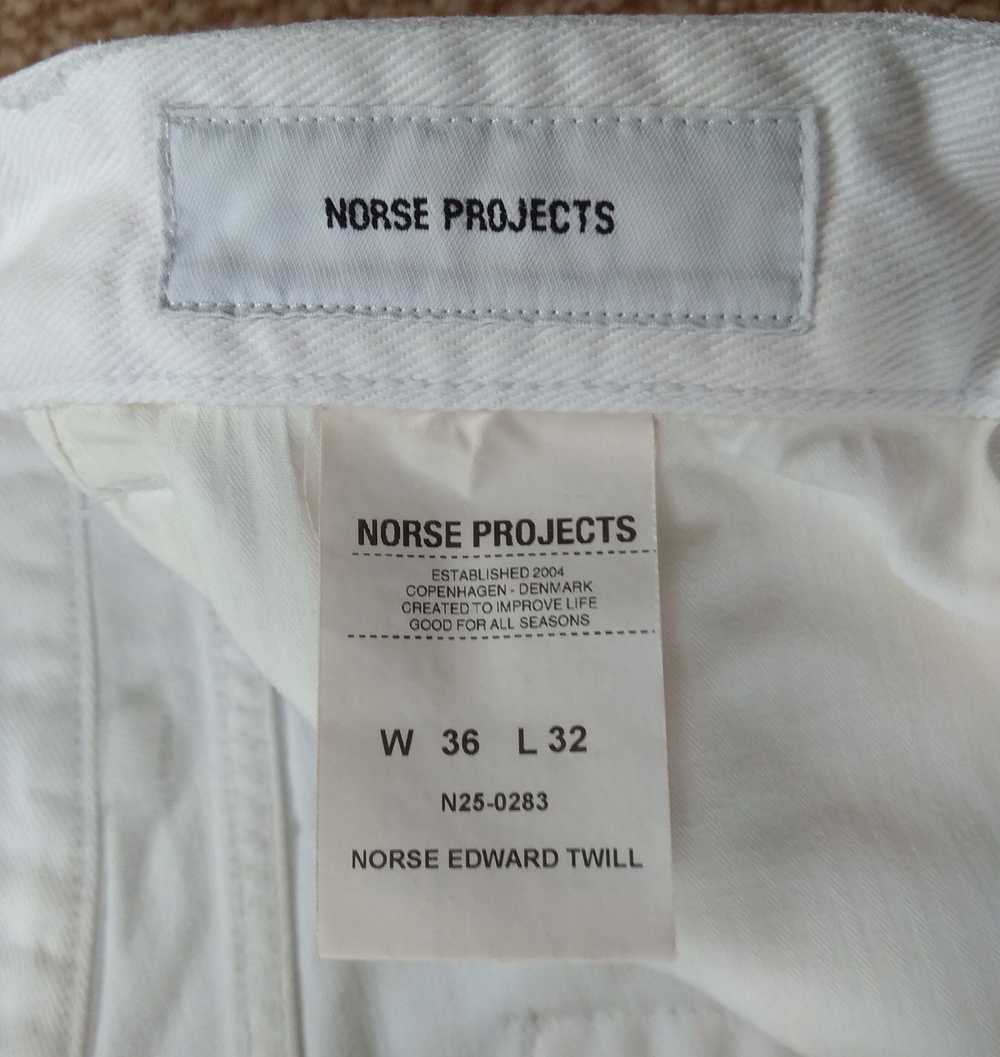 NORSE PROJECTS
NORSE PROJECTS
ESTABLISHED 2004
COPENHAGEN - DENMARK
CREATED TO IMPROVE LIFE
GOOD FOR ALL SEASONS
W 36 L 32
N25-0283
NORSE EDWARD TWILL